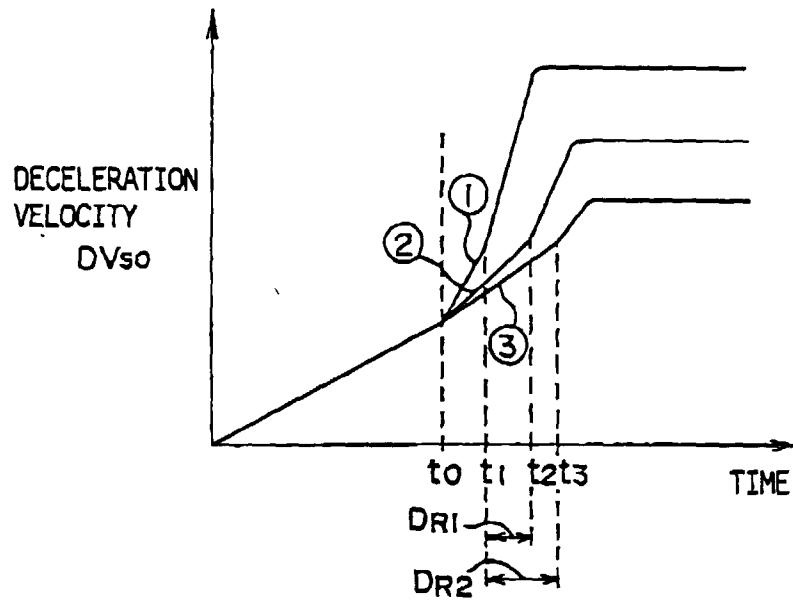 DECELERATION
VELOCITY
DVso
①
②
③
to
t1
t2
t3
TIME
DR1
DR2